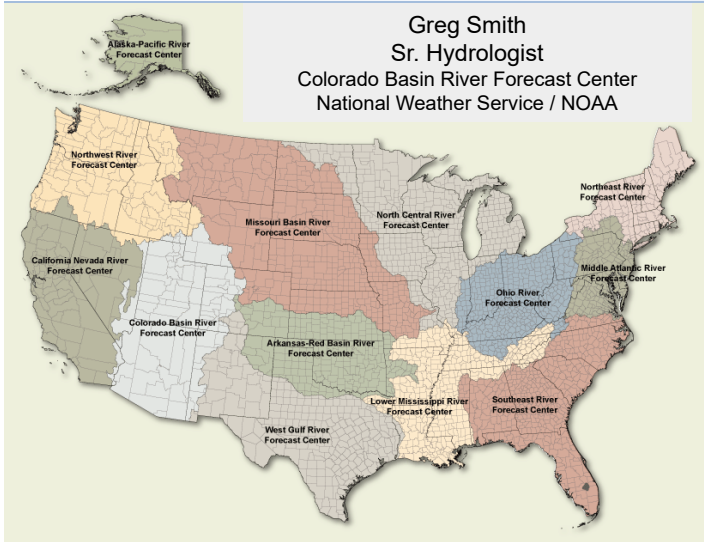 Greg Smith
Sr. Hydrologist
Colorado Basin River Forecast Center
National Weather Service / NOAA
Alaska-Pacific River
Forecast Center
Northwest River
Forecast Center
Missouri Basin River
Forecast Center
North Central River
Forecast Center
Northeast River
Forecast Center
California Nevada River
Forecast Center
Middle Atlantic River
Forecast Center
Ohio River
Forecast Center
Colorado Basin River
Forecast Center
Arkansas-Red Basin River
Forecast Center
Lower Mississippi River
Forecast Center
Southeast River
Forecast Center
West Gulf River
Forecast Center